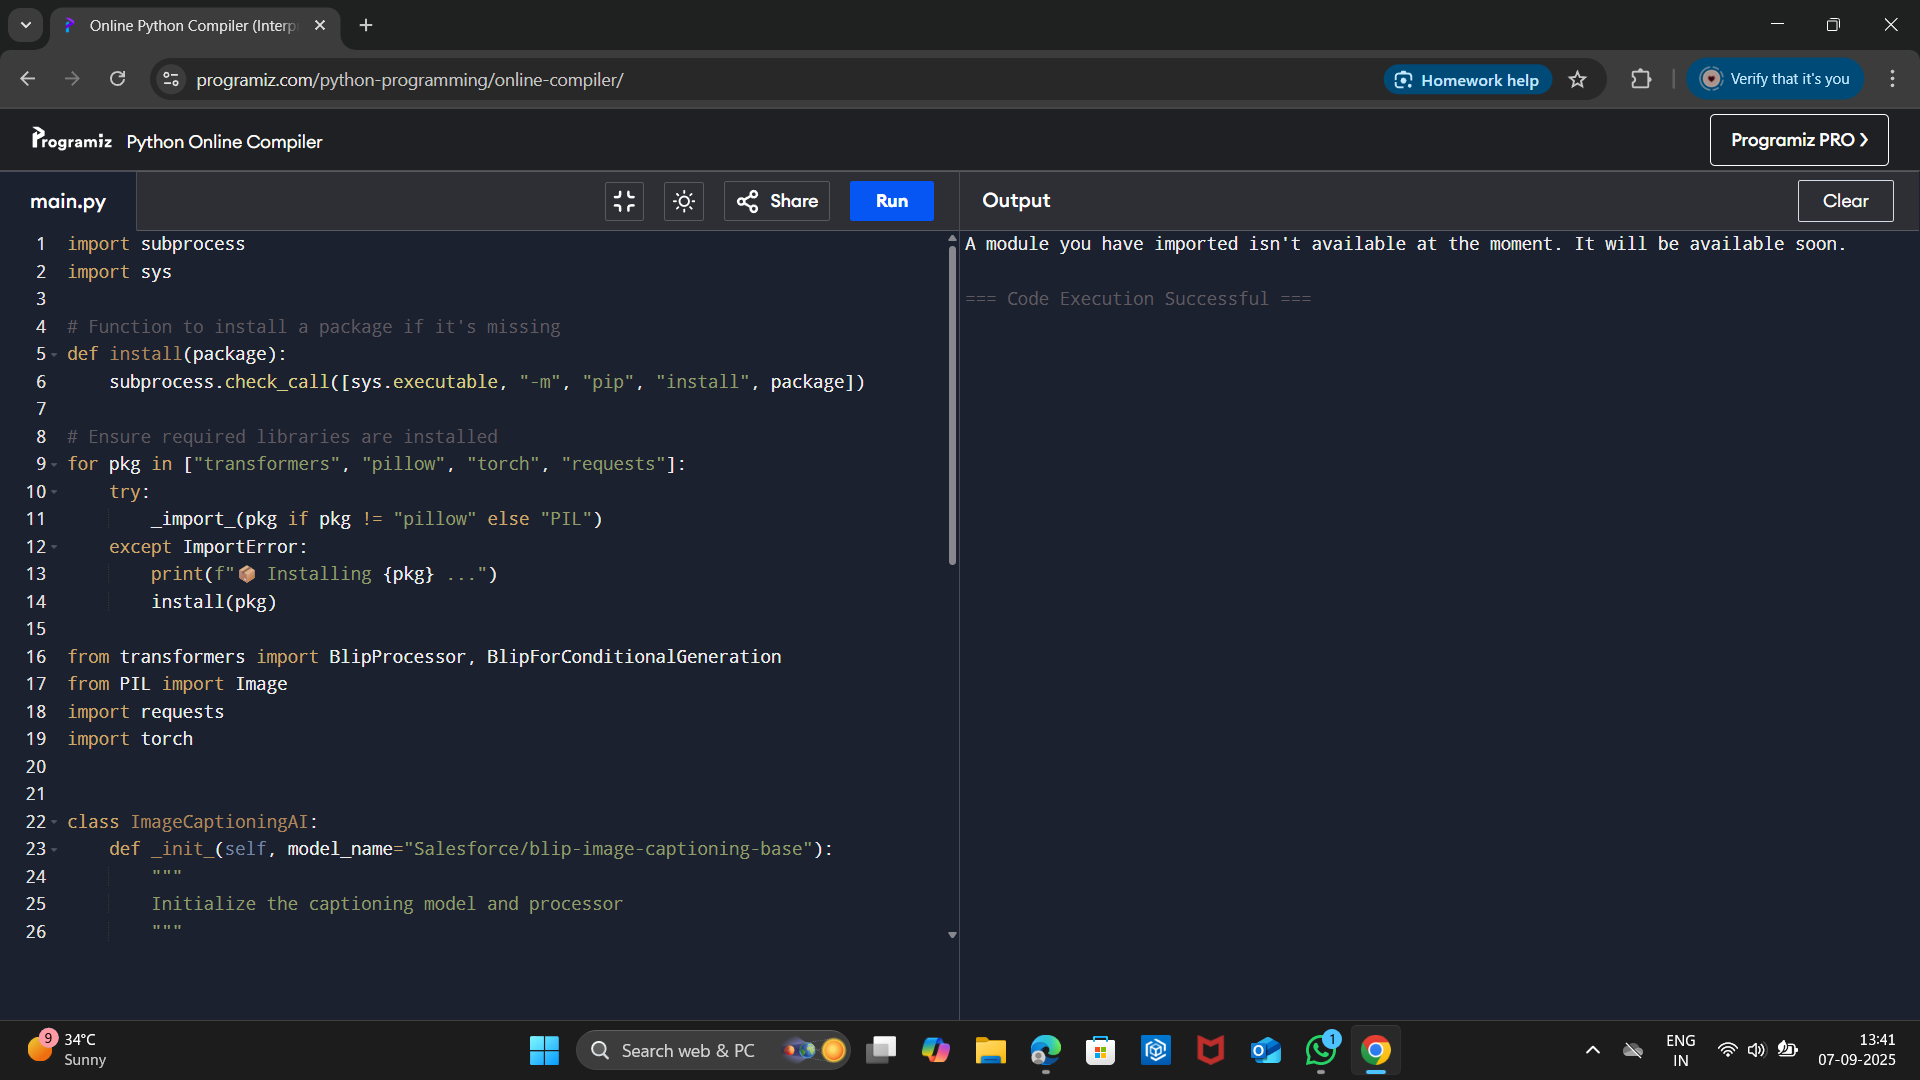 Online Python Compiler (Interp
programiz.com/python-programming/online-compiler/
Homework help
Verify that it's you
Programiz Python Online Compiler
Programiz PRO
main.py
Share
Run
Output
Clear
1 import subprocess
2 import sys
3
4 # Function to install a package if it's missing
5 def install(package):
6 subprocess.check_call([sys.executable, "-m", "pip", "install", package])
7
8 # Ensure required libraries are installed
9 for pkg in ["transformers", "pillow", "torch", "requests"]:
10 try:
11 _import_(pkg if pkg != "pillow" else "PIL")
12 except ImportError:
13 print(f"📦 Installing {pkg} ...")
14 install(pkg)
15
16 from transformers import BlipProcessor, BlipForConditionalGeneration
17 from PIL import Image
18 import requests
19 import torch
20
21
22 class ImageCaptioningAI:
23 def _init_(self, model_name="Salesforce/blip-image-captioning-base"):
24 """
25 Initialize the captioning model and processor
26 """
A module you have imported isn't available at the moment. It will be available soon.
=== Code Execution Successful ===
9
34°C
Sunny
Search web & PC
1
ENG
IN
13:41
07-09-2025